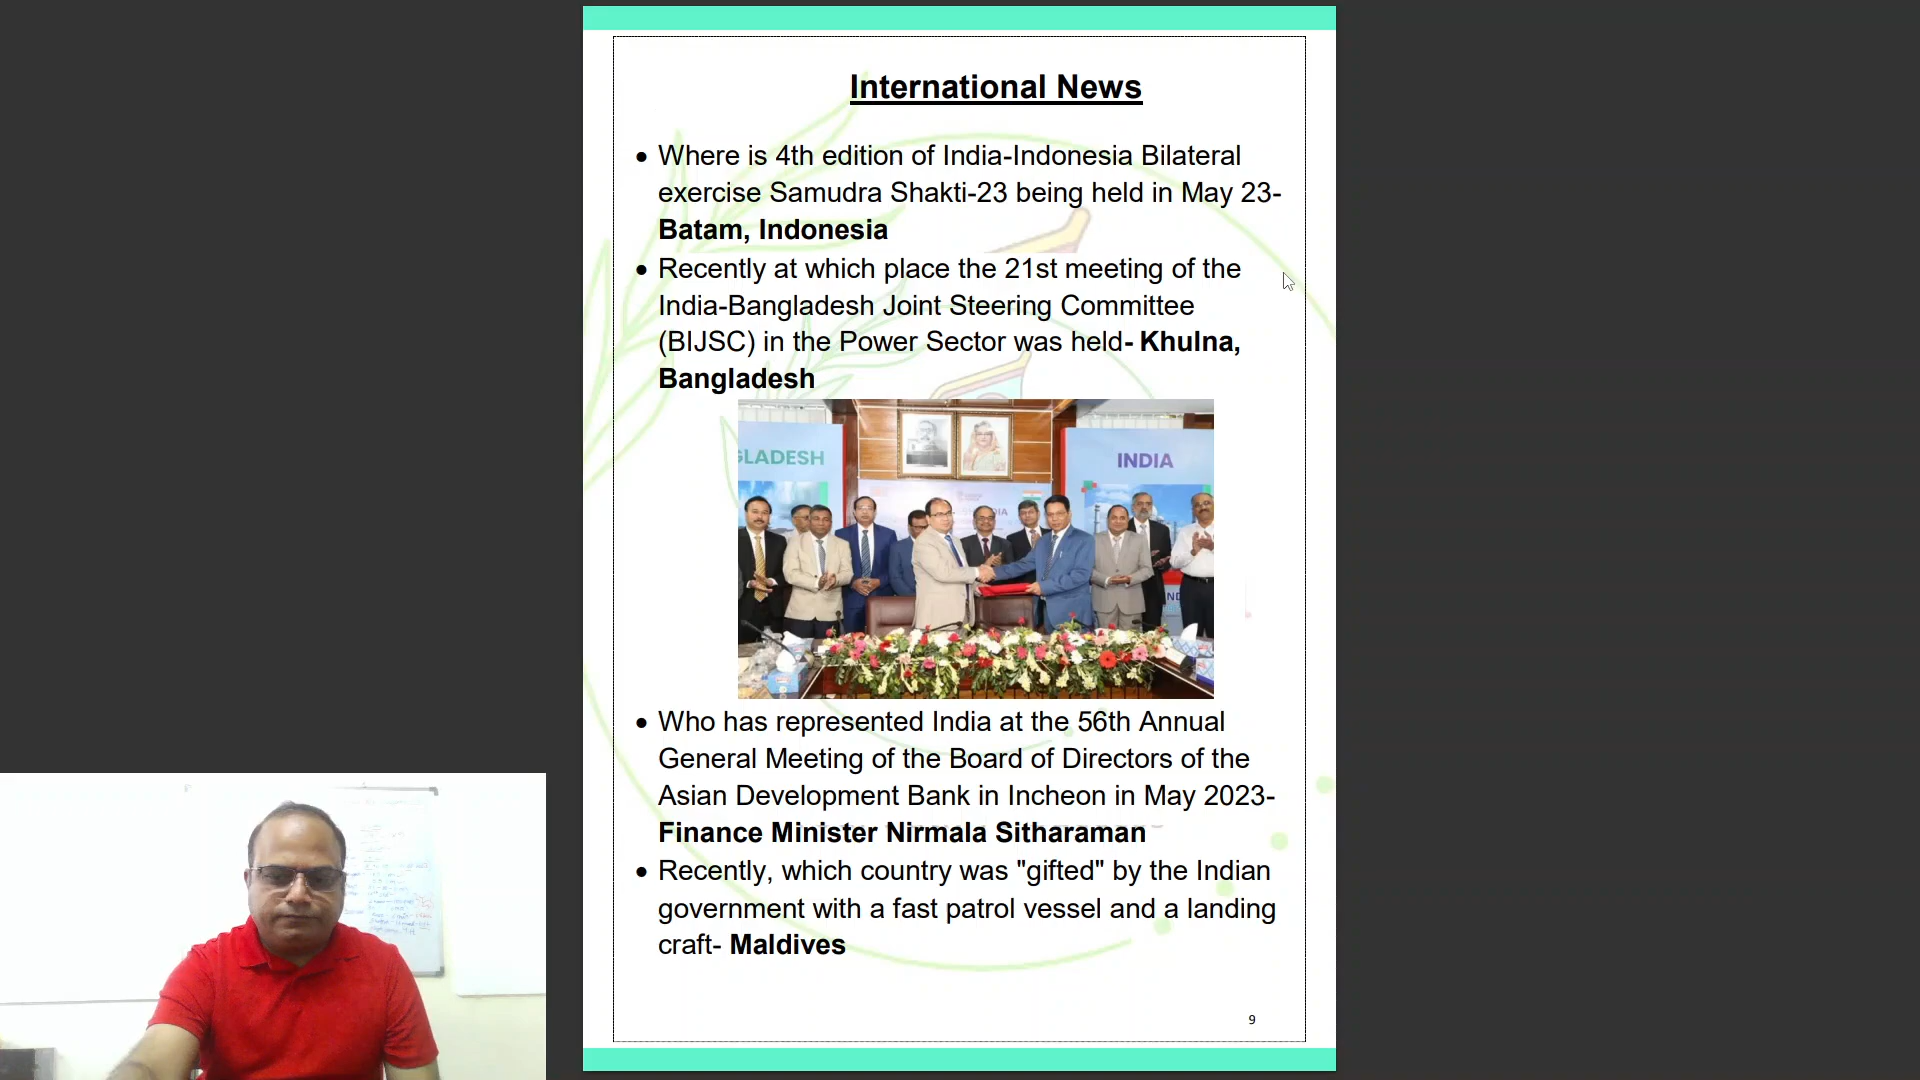 International News
• Where is 4th edition of India-Indonesia Bilateral
exercise Samudra Shakti-23 being held in May 23-
Batam, Indonesia
• Recently at which place the 21st meeting of the
India-Bangladesh Joint Steering Committee
(BIJSC) in the Power Sector was held- Khulna,
Bangladesh
GLADESH
INDIA
• Who has represented India at the 56th Annual
General Meeting of the Board of Directors of the
Asian Development Bank in Incheon in May 2023-
Finance Minister Nirmala Sitharaman
• Recently, which country was "gifted" by the Indian
government with a fast patrol vessel and a landing
craft- Maldives
9